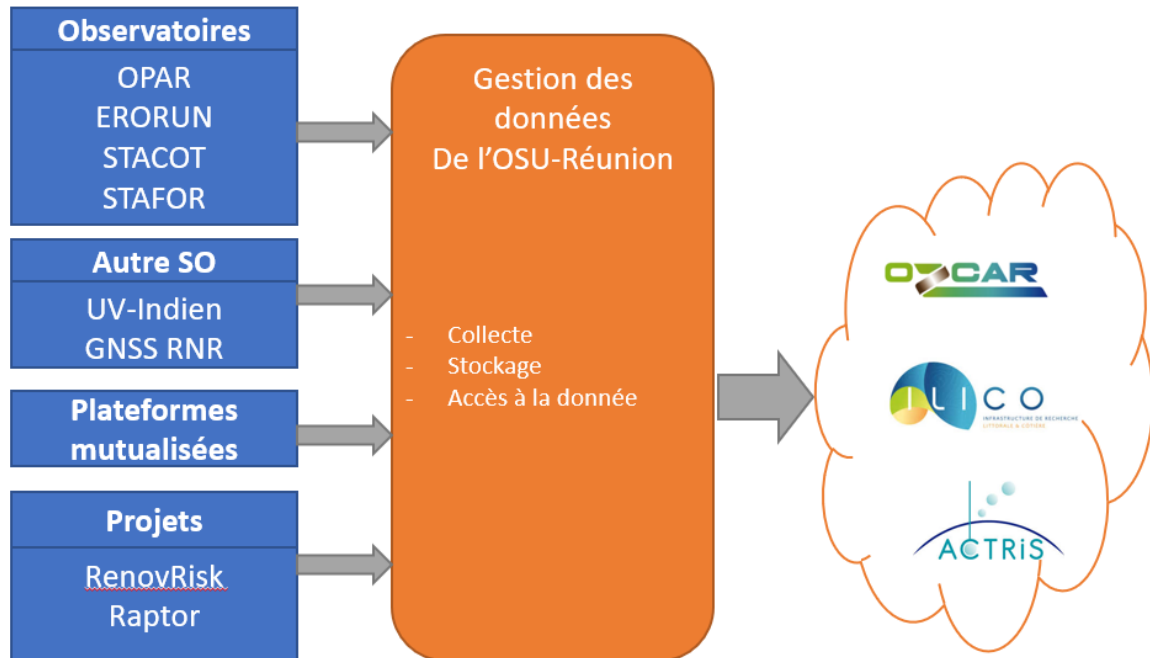 Observatoires
OPAR
ERORUN
STACOT
STAFOR
Autre SO
UV-Indien
GNSS RNR
Plateformes
mutualisées
Projets
RenovRisk
Raptor
Gestion des
données
De l’OSU-Réunion
- Collecte
- Stockage
- Accès à la donnée
OZCAR
ILICO
INFRASTRUCTURE DE RECHERCHE
LITTORALE & CÔTIÈRE
ACTRiS